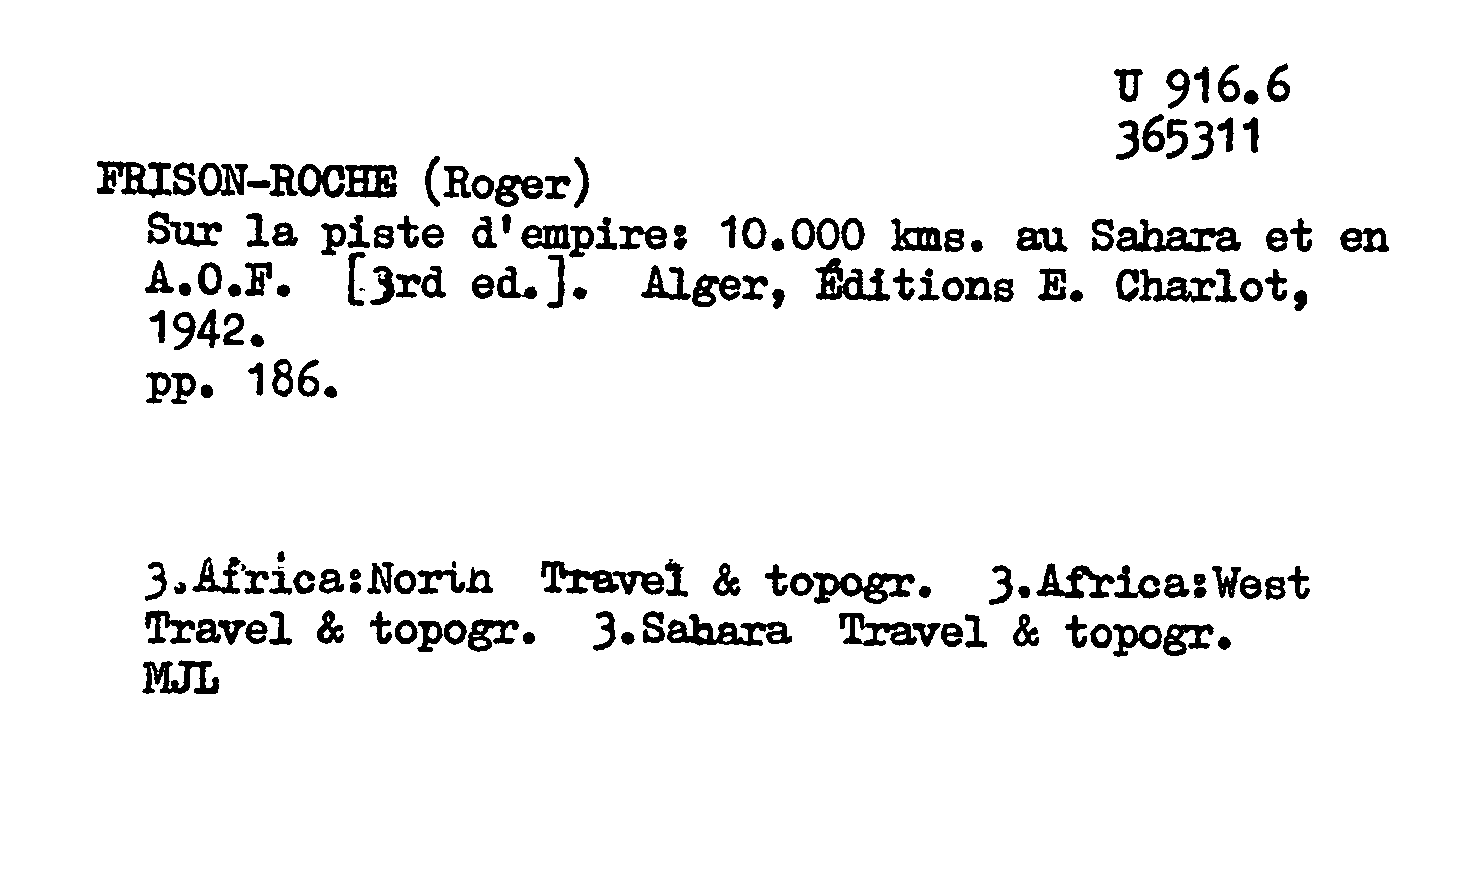 U 916.6
365311
FRISON-ROCHE (Roger)
Sur la piste d'empire: 10.000 kms. au Sahara et en
A.O.F. [3rd ed.]. Alger, Éditions E. Charlot,
1942.
pp. 186.
3.Africa:North Travel & topogr. 3.Africa:West
Travel & topogr. 3.Sahara Travel & topogr.
MJL